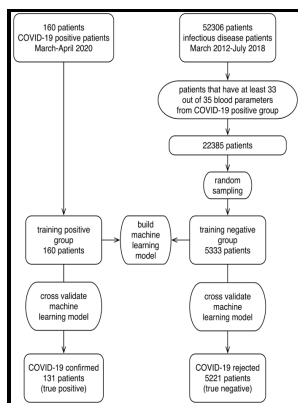 160 patients
COVID-19 positive patients
March-April 2020
52306 patients
infectious disease patients
March 2012-July 2018
patients that have at least 33
out of 35 blood parameters
from COVID-19 positive group
22385 patients
random
sampling
training positive
group
160 patients
build
machine
learning
model
training negative
group
5333 patients
cross validate
machine
learning model
cross validate
machine
learning model
COVID-19 confirmed
131 patients
(true positive)
COVID-19 rejected
5221 patients
(true negative)